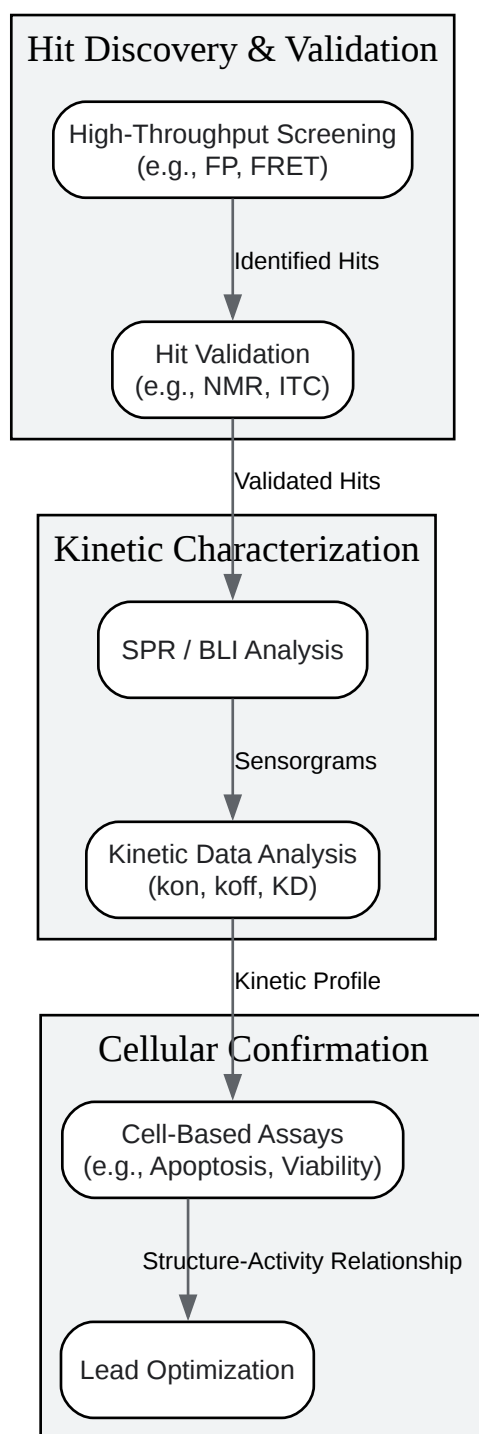 Hit Discovery & Validation
High-Throughput Screening
(e.g., FP, FRET)
Identified Hits
Hit Validation
(e.g., NMR, ITC)
Validated Hits
Kinetic Characterization
SPR / BLI Analysis
Sensorgrams
Kinetic Data Analysis
(kon, koff, KD)
Kinetic Profile
Cellular Confirmation
Cell-Based Assays
(e.g., Apoptosis, Viability)
Structure-Activity Relationship
Lead Optimization